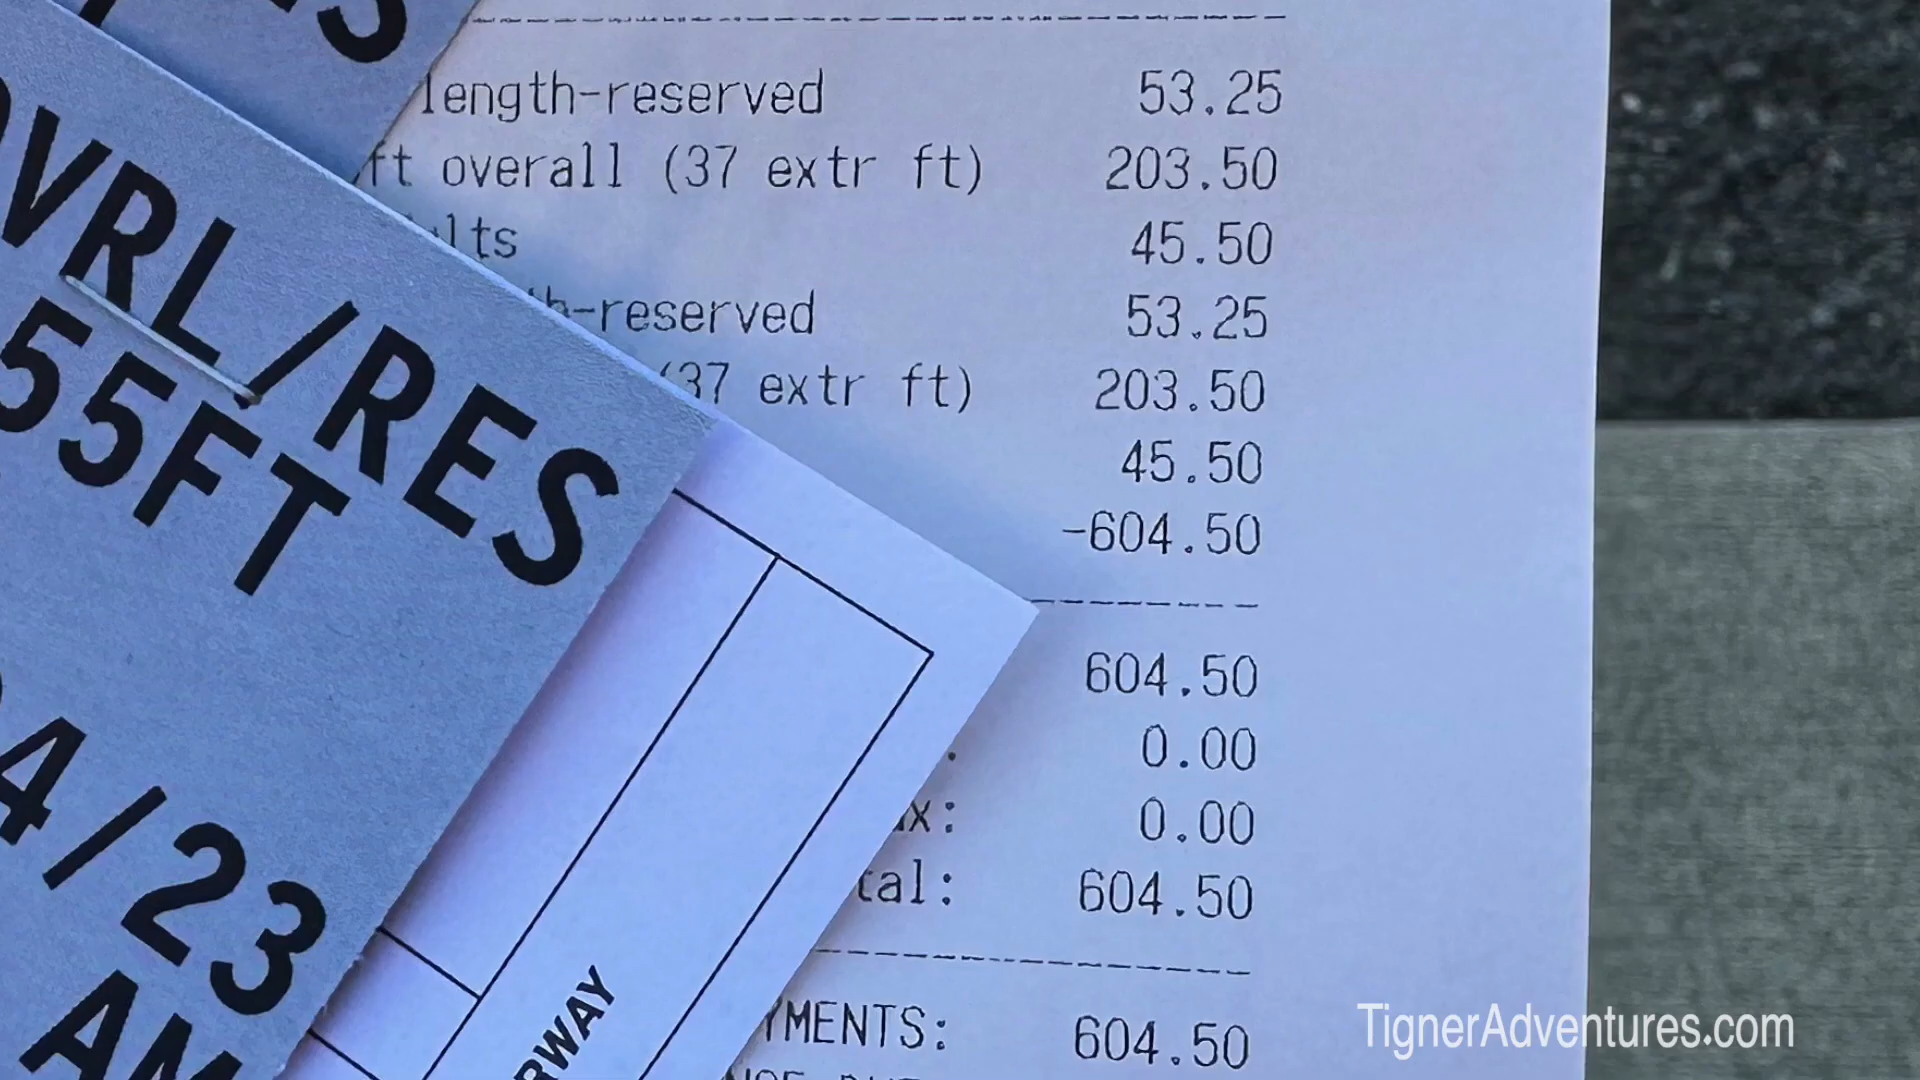 length-reserved 53.25
ft overall (37 extr ft) 203.50
lts 45.50
-reserved 53.25
(37 extr ft) 203.50
45.50
-604.50
604.50
0.00
x: 0.00
tal: 604.50
YMENTS: 604.50
VRL/RES
55FT
4/23
AM
RWAY
TignerAdventures.com